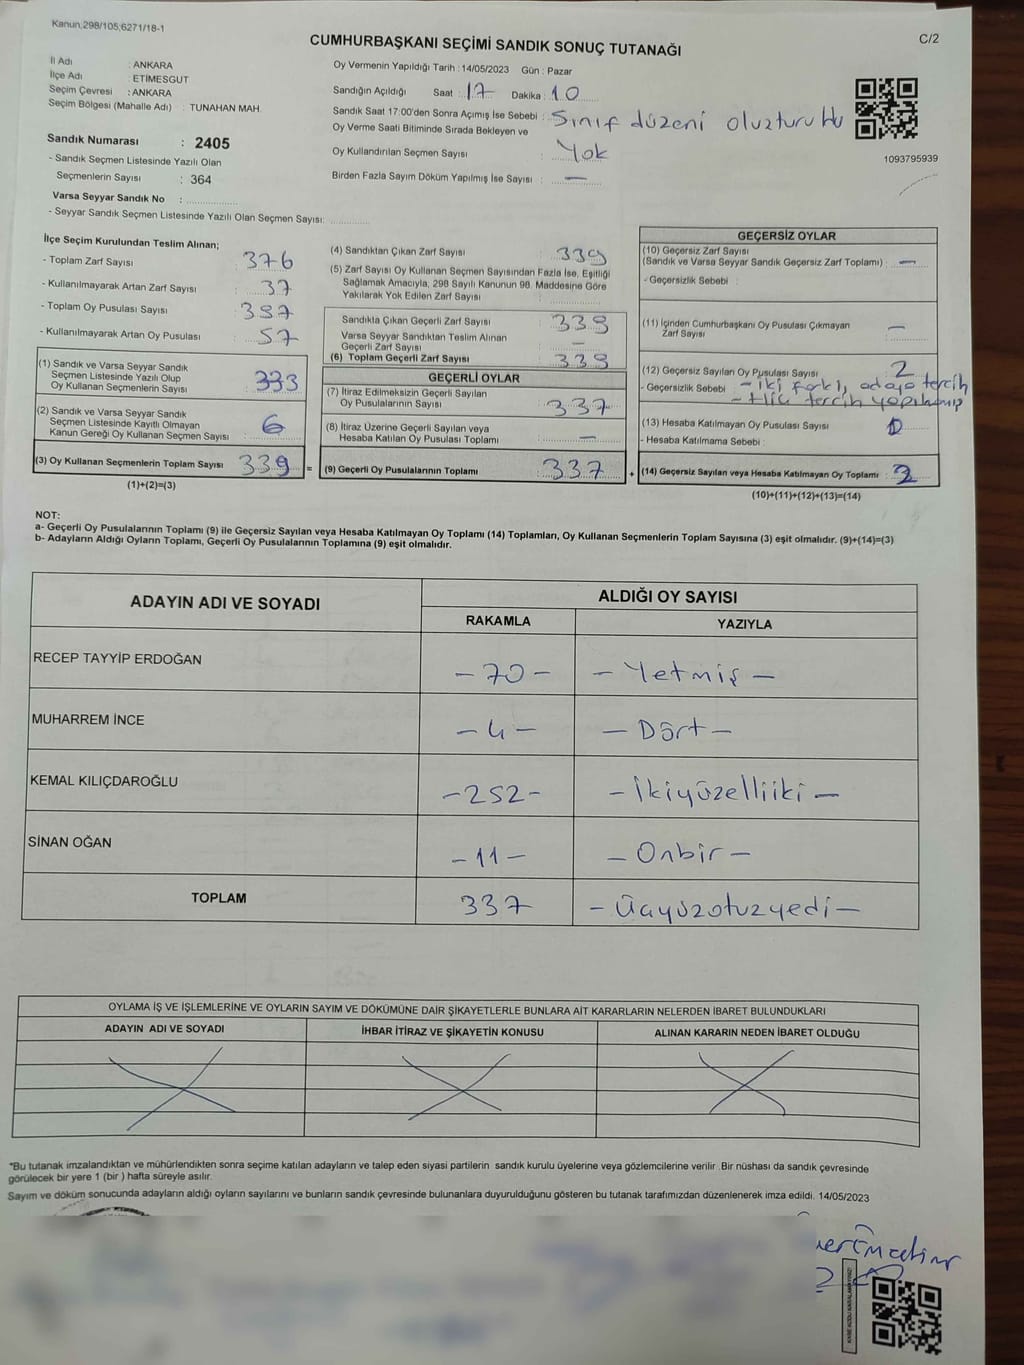 Kanun:298/105;6271/18-1
C/2
CUMHURBAŞKANI SEÇİMİ SANDIK SONUÇ TUTANAĞI
İl Adı : ANKARA
İlçe Adı : ETİMESGUT
Seçim Çevresi : ANKARA
Seçim Bölgesi (Mahalle Adı) : TUNAHAN MAH.
Sandık Numarası : 2405
- Sandık Seçmen Listesinde Yazılı Olan
Seçmenlerin Sayısı : 364
Varsa Seyyar Sandık No :
- Seyyar Sandık Seçmen Listesinde Yazılı Olan Seçmen Sayısı:
Oy Vermenin Yapıldığı Tarih : 14/05/2023 Gün : Pazar
Sandığın Açıldığı Saat : 17 Dakika : 10
Sandık Saat 17:00'den Sonra Açımış İse Sebebi : Sınıf düzeni oluzturuldu
Oy Verme Saati Bitiminde Sırada Bekleyen ve
Oy Kullandırılan Seçmen Sayısı : Yok
Birden Fazla Sayım Döküm Yapılmış İse Sayısı : —
1093795939
İlçe Seçim Kurulundan Teslim Alınan;
- Toplam Zarf Sayısı : 376
- Kullanılmayarak Artan Zarf Sayısı : 37
- Toplam Oy Pusulası Sayısı : 397
- Kullanılmayarak Artan Oy Pusulası : 57
(1) Sandık ve Varsa Seyyar Sandık
Seçmen Listesinde Yazılı Olup
Oy Kullanan Seçmenlerin Sayısı : 333
(2) Sandık ve Varsa Seyyar Sandık
Seçmen Listesinde Kayıtlı Olmayan
Kanun Gereği Oy Kullanan Seçmen Sayısı : 6
(3) Oy Kullanan Seçmenlerin Toplam Sayısı : 339 =
(1)+(2)=(3)
(4) Sandıktan Çıkan Zarf Sayısı : 339
(5) Zarf Sayısı Oy Kullanan Seçmen Sayısından Fazla İse, Eşitliği
Sağlamak Amacıyla, 298 Sayılı Kanunun 98. Maddesine Göre
Yakılarak Yok Edilen Zarf Sayısı :
Sandıkta Çıkan Geçerli Zarf Sayısı : 339
Varsa Seyyar Sandıktan Teslim Alınan
Geçerli Zarf Sayısı : —
(6) Toplam Geçerli Zarf Sayısı : 339
GEÇERLİ OYLAR
(7) İtiraz Edilmeksizin Geçerli Sayılan
Oy Pusulalarının Sayısı : 337
(8) İtiraz Üzerine Geçerli Sayılan veya
Hesaba Katılan Oy Pusulası Toplamı : —
(9) Geçerli Oy Pusulalarının Toplamı : 337 +
GEÇERSİZ OYLAR
(10) Geçersiz Zarf Sayısı
(Sandık ve Varsa Seyyar Sandık Geçersiz Zarf Toplamı) : —
- Geçersizlik Sebebi :
(11) İçinden Cumhurbaşkanı Oy Pusulası Çıkmayan
Zarf Sayısı : —
(12) Geçersiz Sayılan Oy Pusulası Sayısı : 2
- Geçersizlik Sebebi : - iki farklı adaya tercih
- Hiç tercih yapılamamış
(13) Hesaba Katılmayan Oy Pusulası Sayısı : 0
- Hesaba Katılmama Sebebi :
(14) Geçersiz Sayılan veya Hesaba Katılmayan Oy Toplamı : 2
(10)+(11)+(12)+(13)=(14)
NOT:
a- Geçerli Oy Pusulalarının Toplamı (9) ile Geçersiz Sayılan veya Hesaba Katılmayan Oy Toplamı (14) Toplamları, Oy Kullanan Seçmenlerin Toplam Sayısına (3) eşit olmalıdır. (9)+(14)=(3)
b- Adayların Aldığı Oyların Toplamı, Geçerli Oy Pusulalarının Toplamına (9) eşit olmalıdır.
ADAYIN ADI VE SOYADI
ALDIĞI OY SAYISI
RAKAMLA YAZIYLA
RECEP TAYYİP ERDOĞAN - 70 - - Yetmiş -
MUHARREM İNCE - 4 - - Dört -
KEMAL KILIÇDAROĞLU - 252 - - İkiyüzelliiki -
SİNAN OĞAN - 11 - - Onbir -
TOPLAM 337 - Üçyüzotuzyedi -
OYLAMA İŞ VE İŞLEMLERİNE VE OYLARIN SAYIM VE DÖKÜMÜNE DAİR ŞİKAYETLERLE BUNLARA AİT KARARLARIN NELERDEN İBARET BULUNDUKLARI
ADAYIN ADI VE SOYADI İHBAR İTİRAZ VE ŞİKAYETİN KONUSU ALINAN KARARIN NEDEN İBARET OLDUĞU
*Bu tutanak imzalandıktan ve mühürlendikten sonra seçime katılan adayların ve talep eden siyasi partilerin sandık kurulu üyelerine veya gözlemcilerine verilir .Bir nüshası da sandık çevresinde
görülecek bir yere 1 (bir ) hafta süreyle asılır.
Sayım ve döküm sonucunda adayların aldığı oyların sayılarını ve bunların sandık çevresinde bulunanlara duyurulduğunu gösteren bu tutanak tarafımızdan düzenlenerek imza edildi. 14/05/2023
KARE KODU KARALAMAYINIZ!